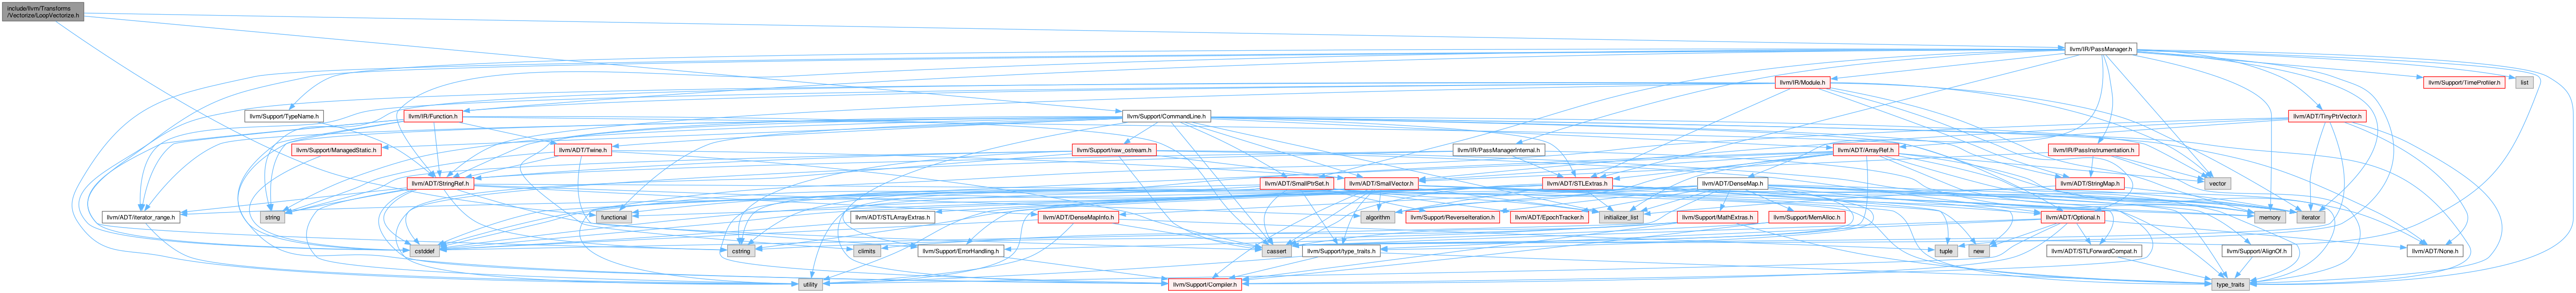 include/llvm/Transforms
/Vectorize/LoopVectorize.h
llvm/IR/PassManager.h
llvm/IR/Module.h
llvm/Support/TimeProfiler.h
list
llvm/Support/TypeName.h
llvm/IR/Function.h
llvm/Support/CommandLine.h
llvm/ADT/TinyPtrVector.h
llvm/Support/ManagedStatic.h
llvm/ADT/Twine.h
llvm/Support/raw_ostream.h
llvm/IR/PassManagerInternal.h
llvm/ADT/ArrayRef.h
llvm/IR/PassInstrumentation.h
llvm/ADT/StringRef.h
llvm/ADT/SmallPtrSet.h
llvm/ADT/SmallVector.h
llvm/ADT/STLExtras.h
llvm/ADT/DenseMap.h
llvm/ADT/StringMap.h
vector
llvm/ADT/iterator_range.h
string
functional
llvm/ADT/STLArrayExtras.h
llvm/ADT/DenseMapInfo.h
algorithm
llvm/Support/ReverseIteration.h
llvm/ADT/EpochTracker.h
initializer_list
llvm/Support/MathExtras.h
llvm/Support/MemAlloc.h
llvm/ADT/Optional.h
memory
iterator
cstddef
cstring
climits
llvm/Support/ErrorHandling.h
cassert
llvm/Support/type_traits.h
tuple
new
llvm/ADT/STLForwardCompat.h
llvm/Support/AlignOf.h
llvm/ADT/None.h
utility
llvm/Support/Compiler.h
type_traits